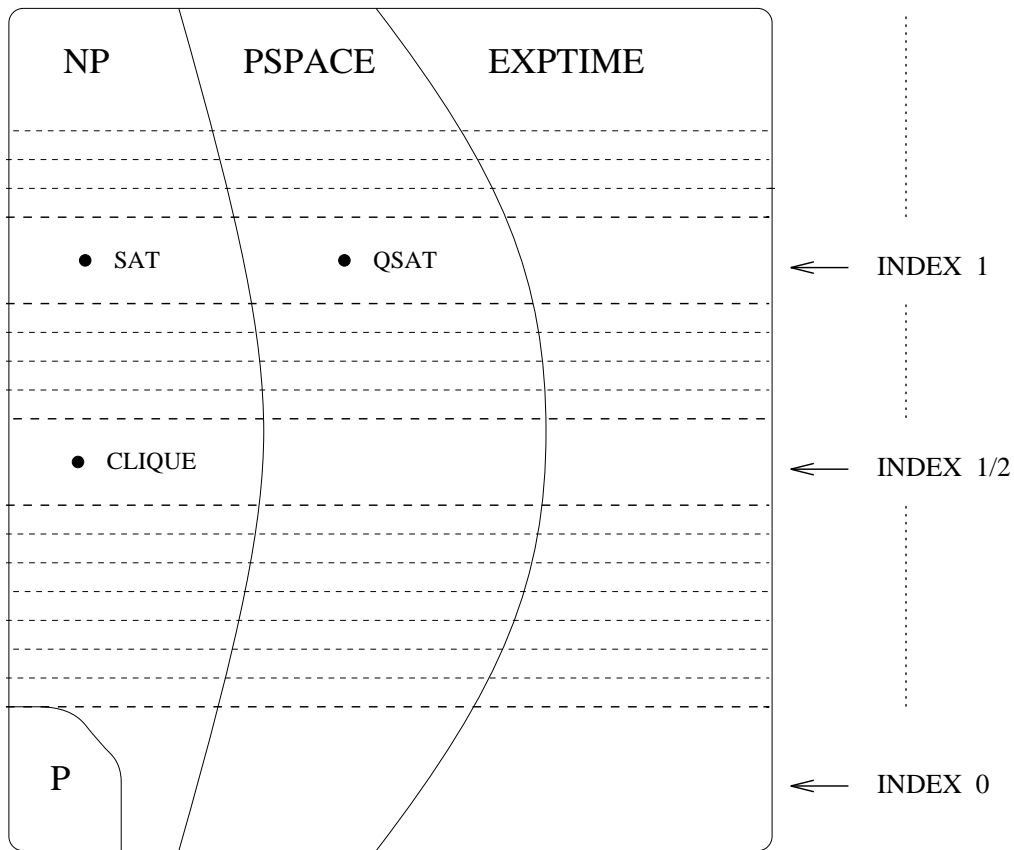 NP PSPACE EXPTIME
SAT QSAT INDEX 1
CLIQUE INDEX 1/2
P INDEX 0